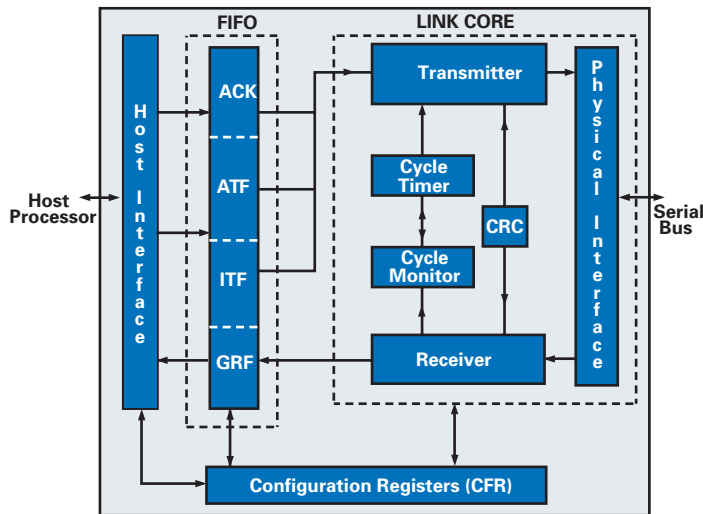 FIFO
LINK CORE
Host Interface
ACK
ATF
ITF
GRF
Transmitter
Cycle
Timer
Cycle
Monitor
CRC
Receiver
Physical Interface
Host
Processor
Serial
Bus
Configuration Registers (CFR)